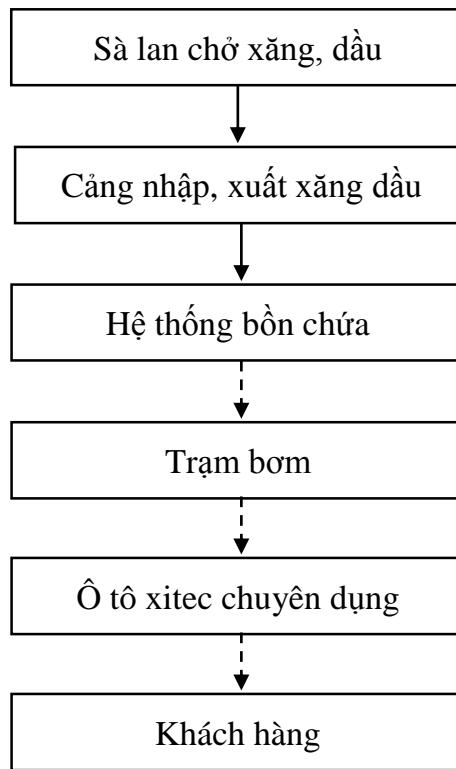 Sà lan chở xăng, dầu
Cảng nhập, xuất xăng dầu
Hệ thống bồn chứa
Trạm bơm
Ô tô xitec chuyên dụng
Khách hàng